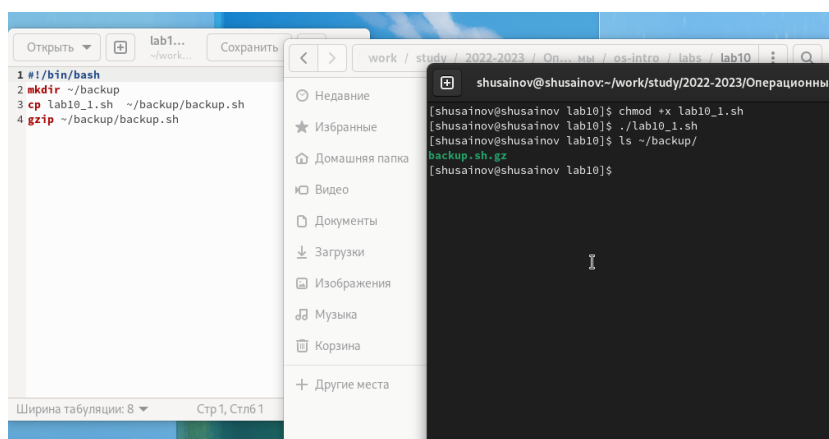 Открыть
lab1...
~/work...
Сохранить
1 #!/bin/bash
2 mkdir ~/backup
3 cp lab10_1.sh  ~/backup/backup.sh
4 gzip ~/backup/backup.sh
Ширина табуляции: 8
Стр 1, Стлб 1
work / study / 2022-2023 / Оп... мы / os-intro / labs / lab10
Недавние
Избранные
Домашняя папка
Видео
Документы
Загрузки
Изображения
Музыка
Корзина
+ Другие места
shusainov@shusainov:~/work/study/2022-2023/Операционны
[shusainov@shusainov lab10]$ chmod +x lab10_1.sh
[shusainov@shusainov lab10]$ ./lab10_1.sh
[shusainov@shusainov lab10]$ ls ~/backup/
backup.sh.gz
[shusainov@shusainov lab10]$